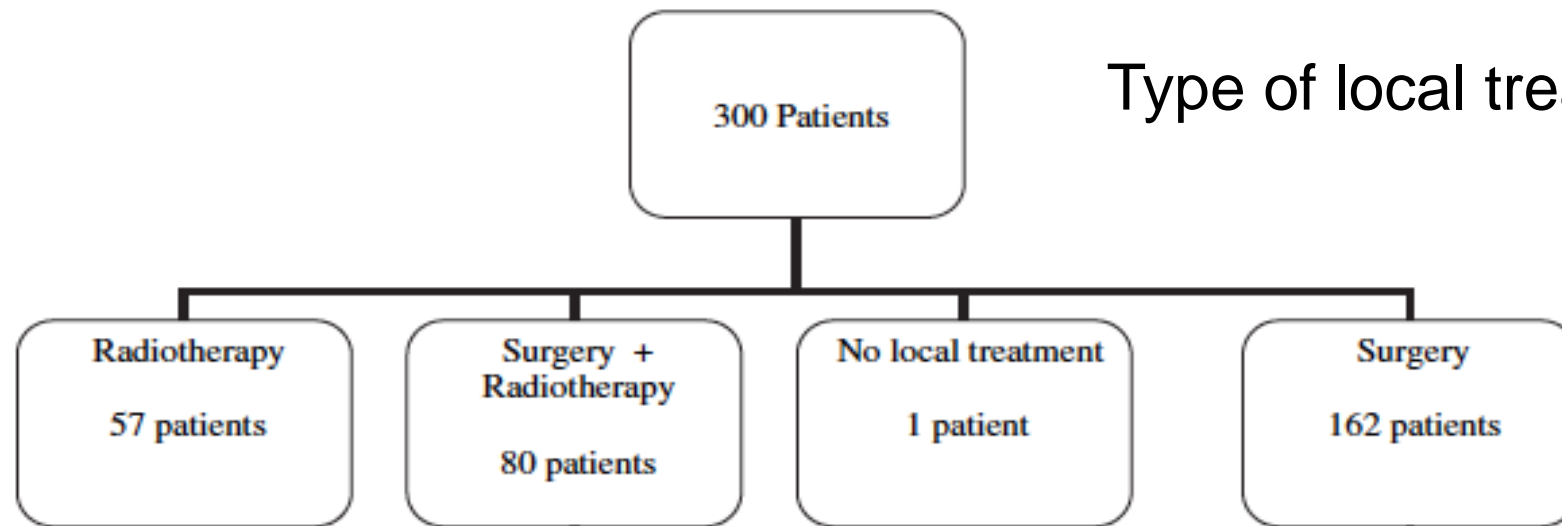 300 Patients
Type of local
Radiotherapy
57 patients
Surgery +
Radiotherapy
80 patients
No local treatment
1 patient
Surgery
162 patients